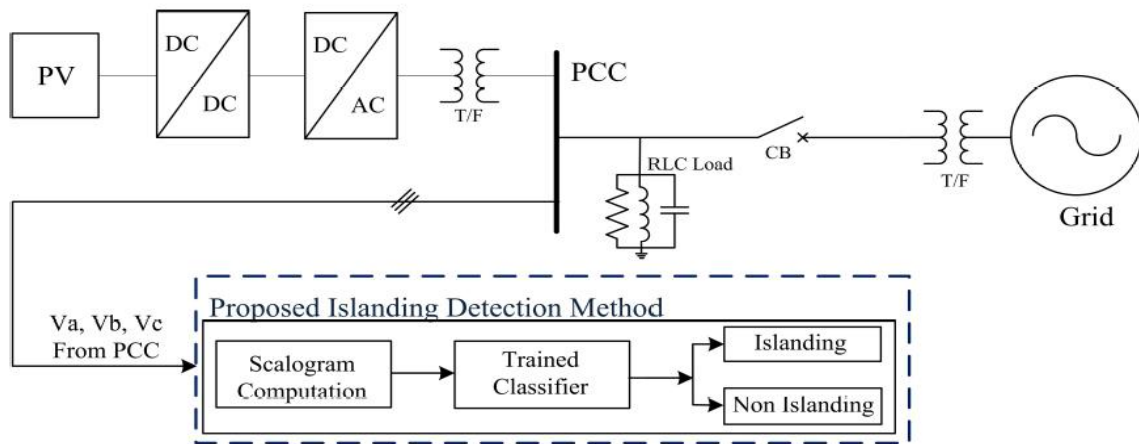 PV
DC
DC
DC
AC
T/F
PCC
RLC Load
CB
T/F
Grid
Va, Vb, Vc
From PCC
Proposed Islanding Detection Method
Scalogram
Computation
Trained
Classifier
Islanding
Non Islanding